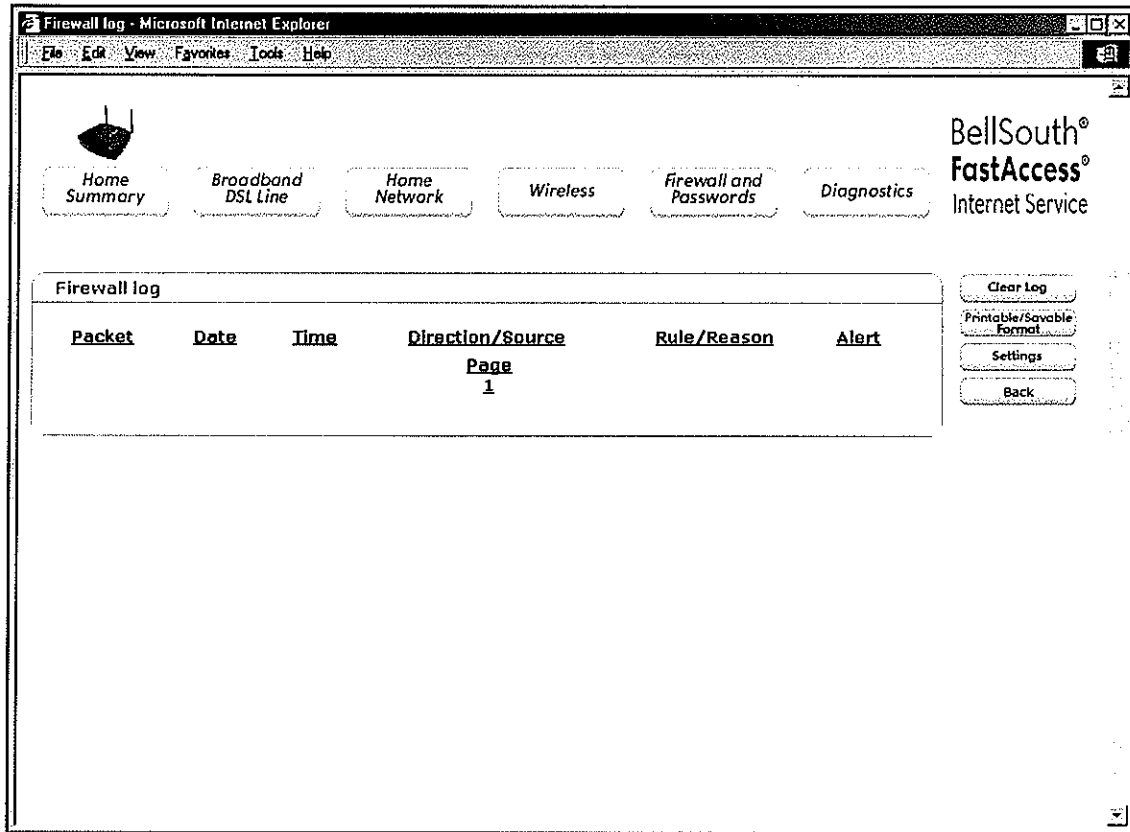 Firewall log - Microsoft Internet Explorer
File Edit View Favorites Tools Help
BellSouth®
FastAccess®
Internet Service
Home Summary
Broadband DSL Line
Home Network
Wireless
Firewall and Passwords
Diagnostics
Firewall log
Packet Date Time Direction/Source Rule/Reason Alert
Page
1
Clear Log
Printable/Savable Format
Settings
Back